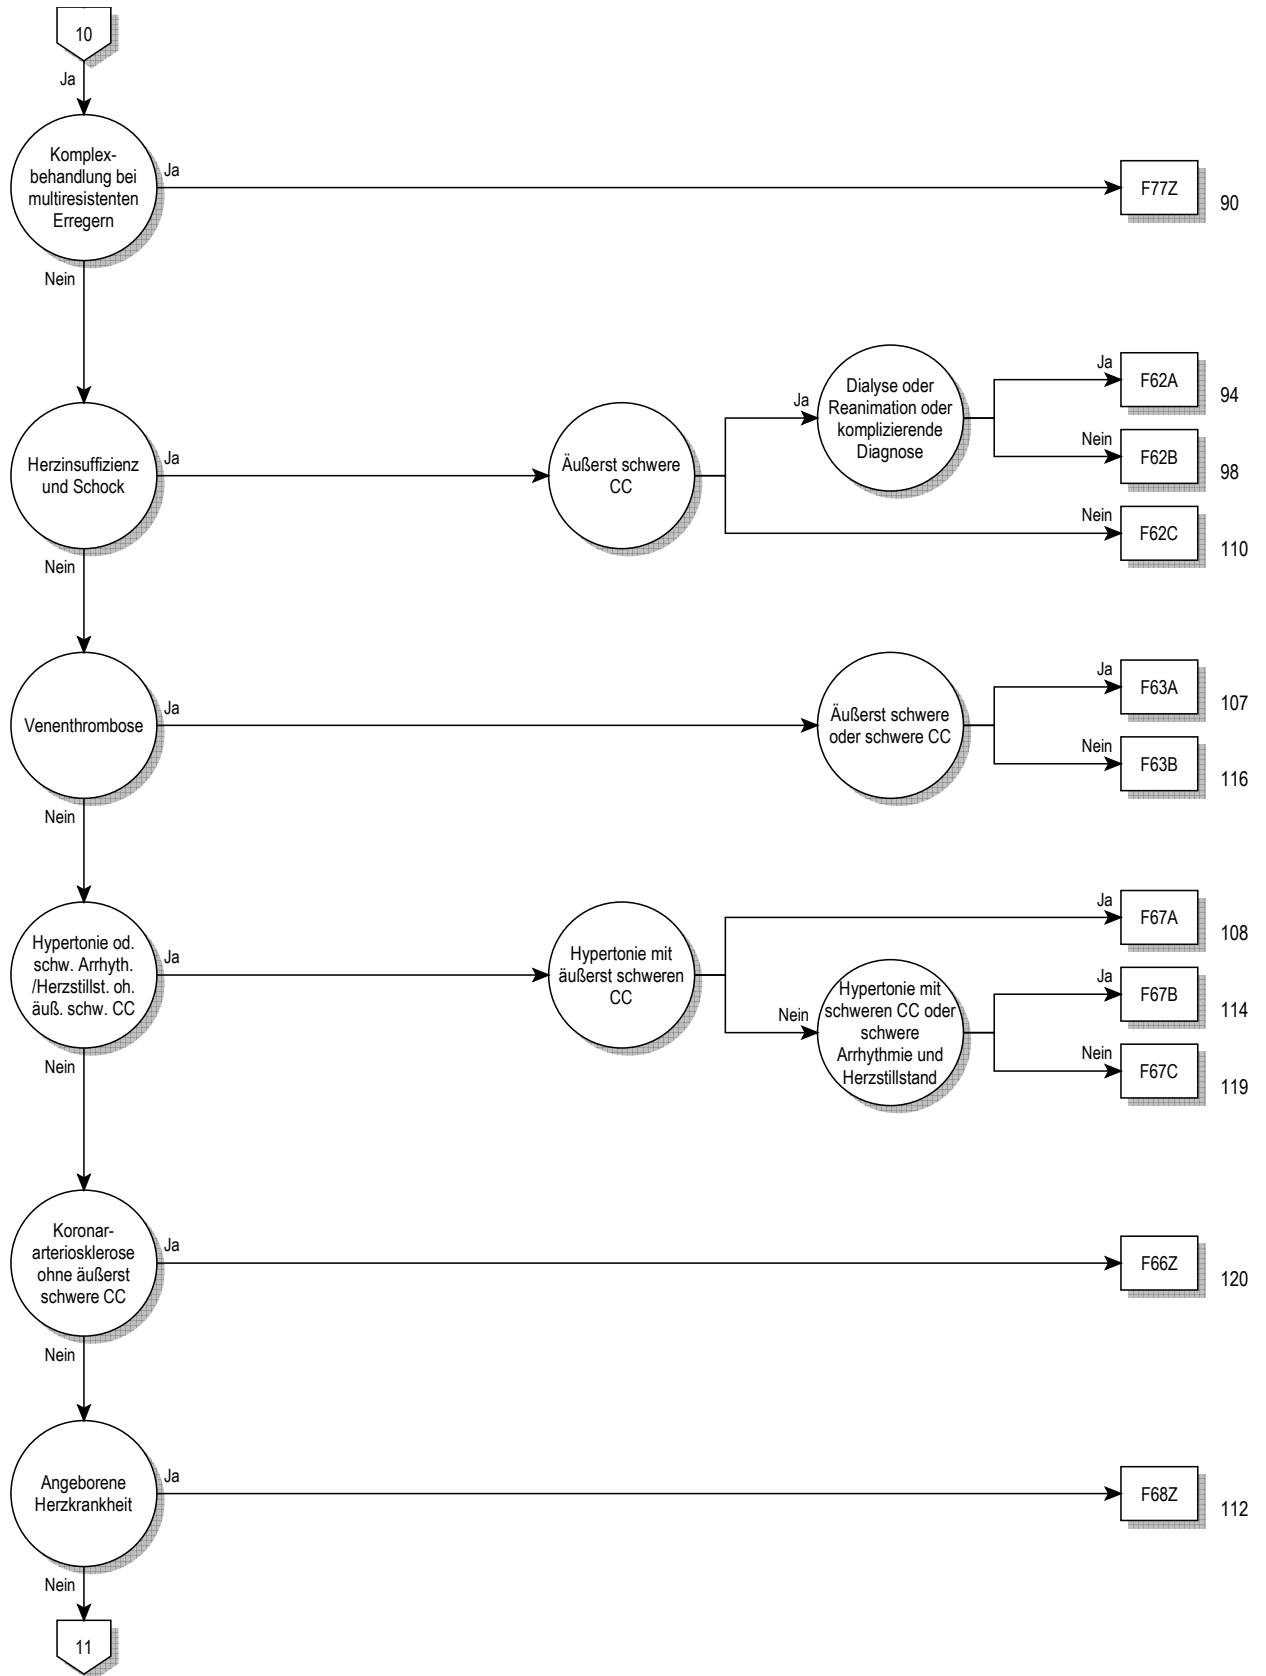 10
Ja
Komplex-
behandlung bei
multiresistenten
Erregern
Ja
F77Z
90
Nein
Herzinsuffizienz
und Schock
Ja
Äußerst schwere
CC
Ja
Dialyse oder
Reanimation oder
komplizierende
Diagnose
Ja
F62A
94
Nein
F62B
98
Nein
F62C
110
Nein
Venenthrombose
Ja
Äußerst schwere
oder schwere CC
Ja
F63A
107
Nein
F63B
116
Nein
Hypertonie od.
schw. Arrhyth.
/Herzstillst. oh.
äuß. schw. CC
Ja
Hypertonie mit
äußerst schweren
CC
Ja
F67A
108
Nein
Hypertonie mit
schweren CC oder
schwere
Arrhythmie und
Herzstillstand
Ja
F67B
114
Nein
F67C
119
Nein
Koronar-
arteriosklerose
ohne äußerst
schwere CC
Ja
F66Z
120
Nein
Angeborene
Herzkrankheit
Ja
F68Z
112
Nein
11